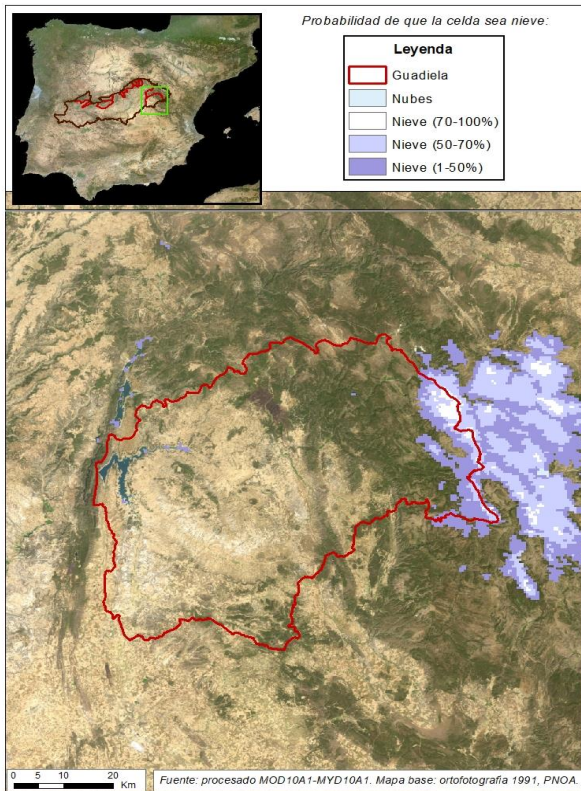 Probabilidad de que la celda sea nieve:
Leyenda
Guadiela
Nubes
Nieve (70-100%)
Nieve (50-70%)
Nieve (1-50%)
0 5 10 20
Km
Fuente: procesado MOD10A1-MYD10A1. Mapa base: ortofotografia 1991, PNOA.